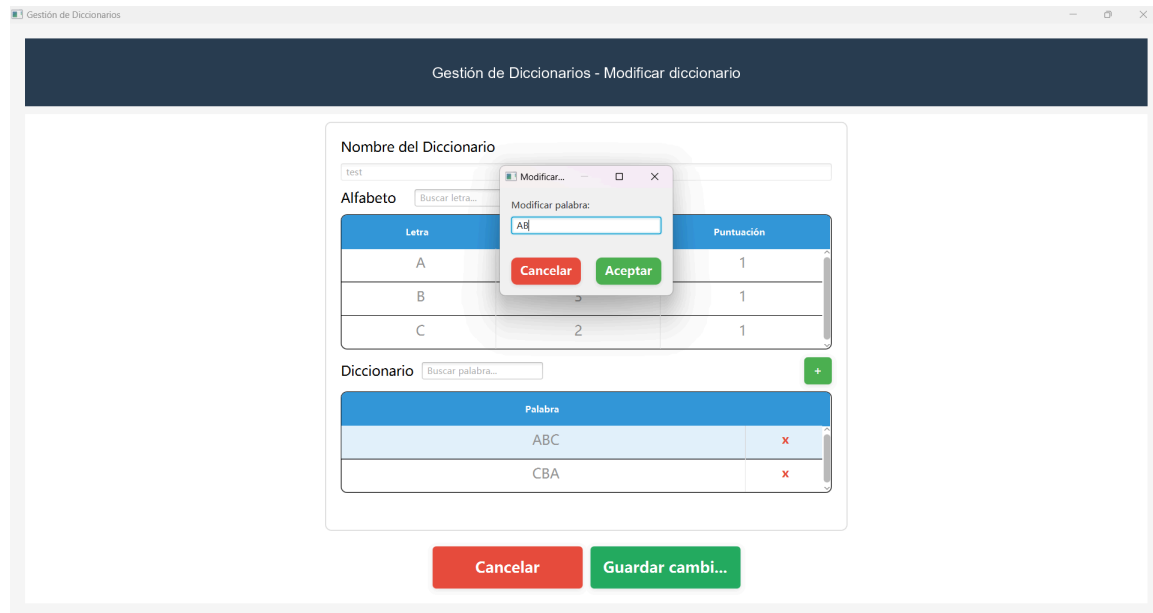 Gestión de Diccionarios
Gestión de Diccionarios - Modificar diccionario
Nombre del Diccionario
test
Alfabeto Buscar letra...
Modificar...
Modificar palabra:
AB
Cancelar Aceptar
Letra Puntuación
A 1
B 3 1
C 2 1
Diccionario Buscar palabra... +
Palabra
ABC x
CBA x
Cancelar Guardar cambi...